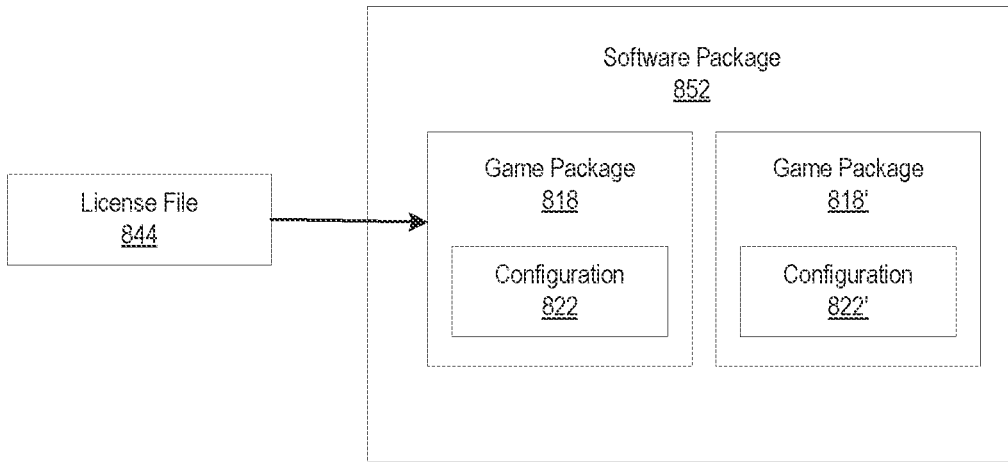 Software Package
852
Game Package
818
Game Package
818'
License File
844
Configuration
822
Configuration
822'